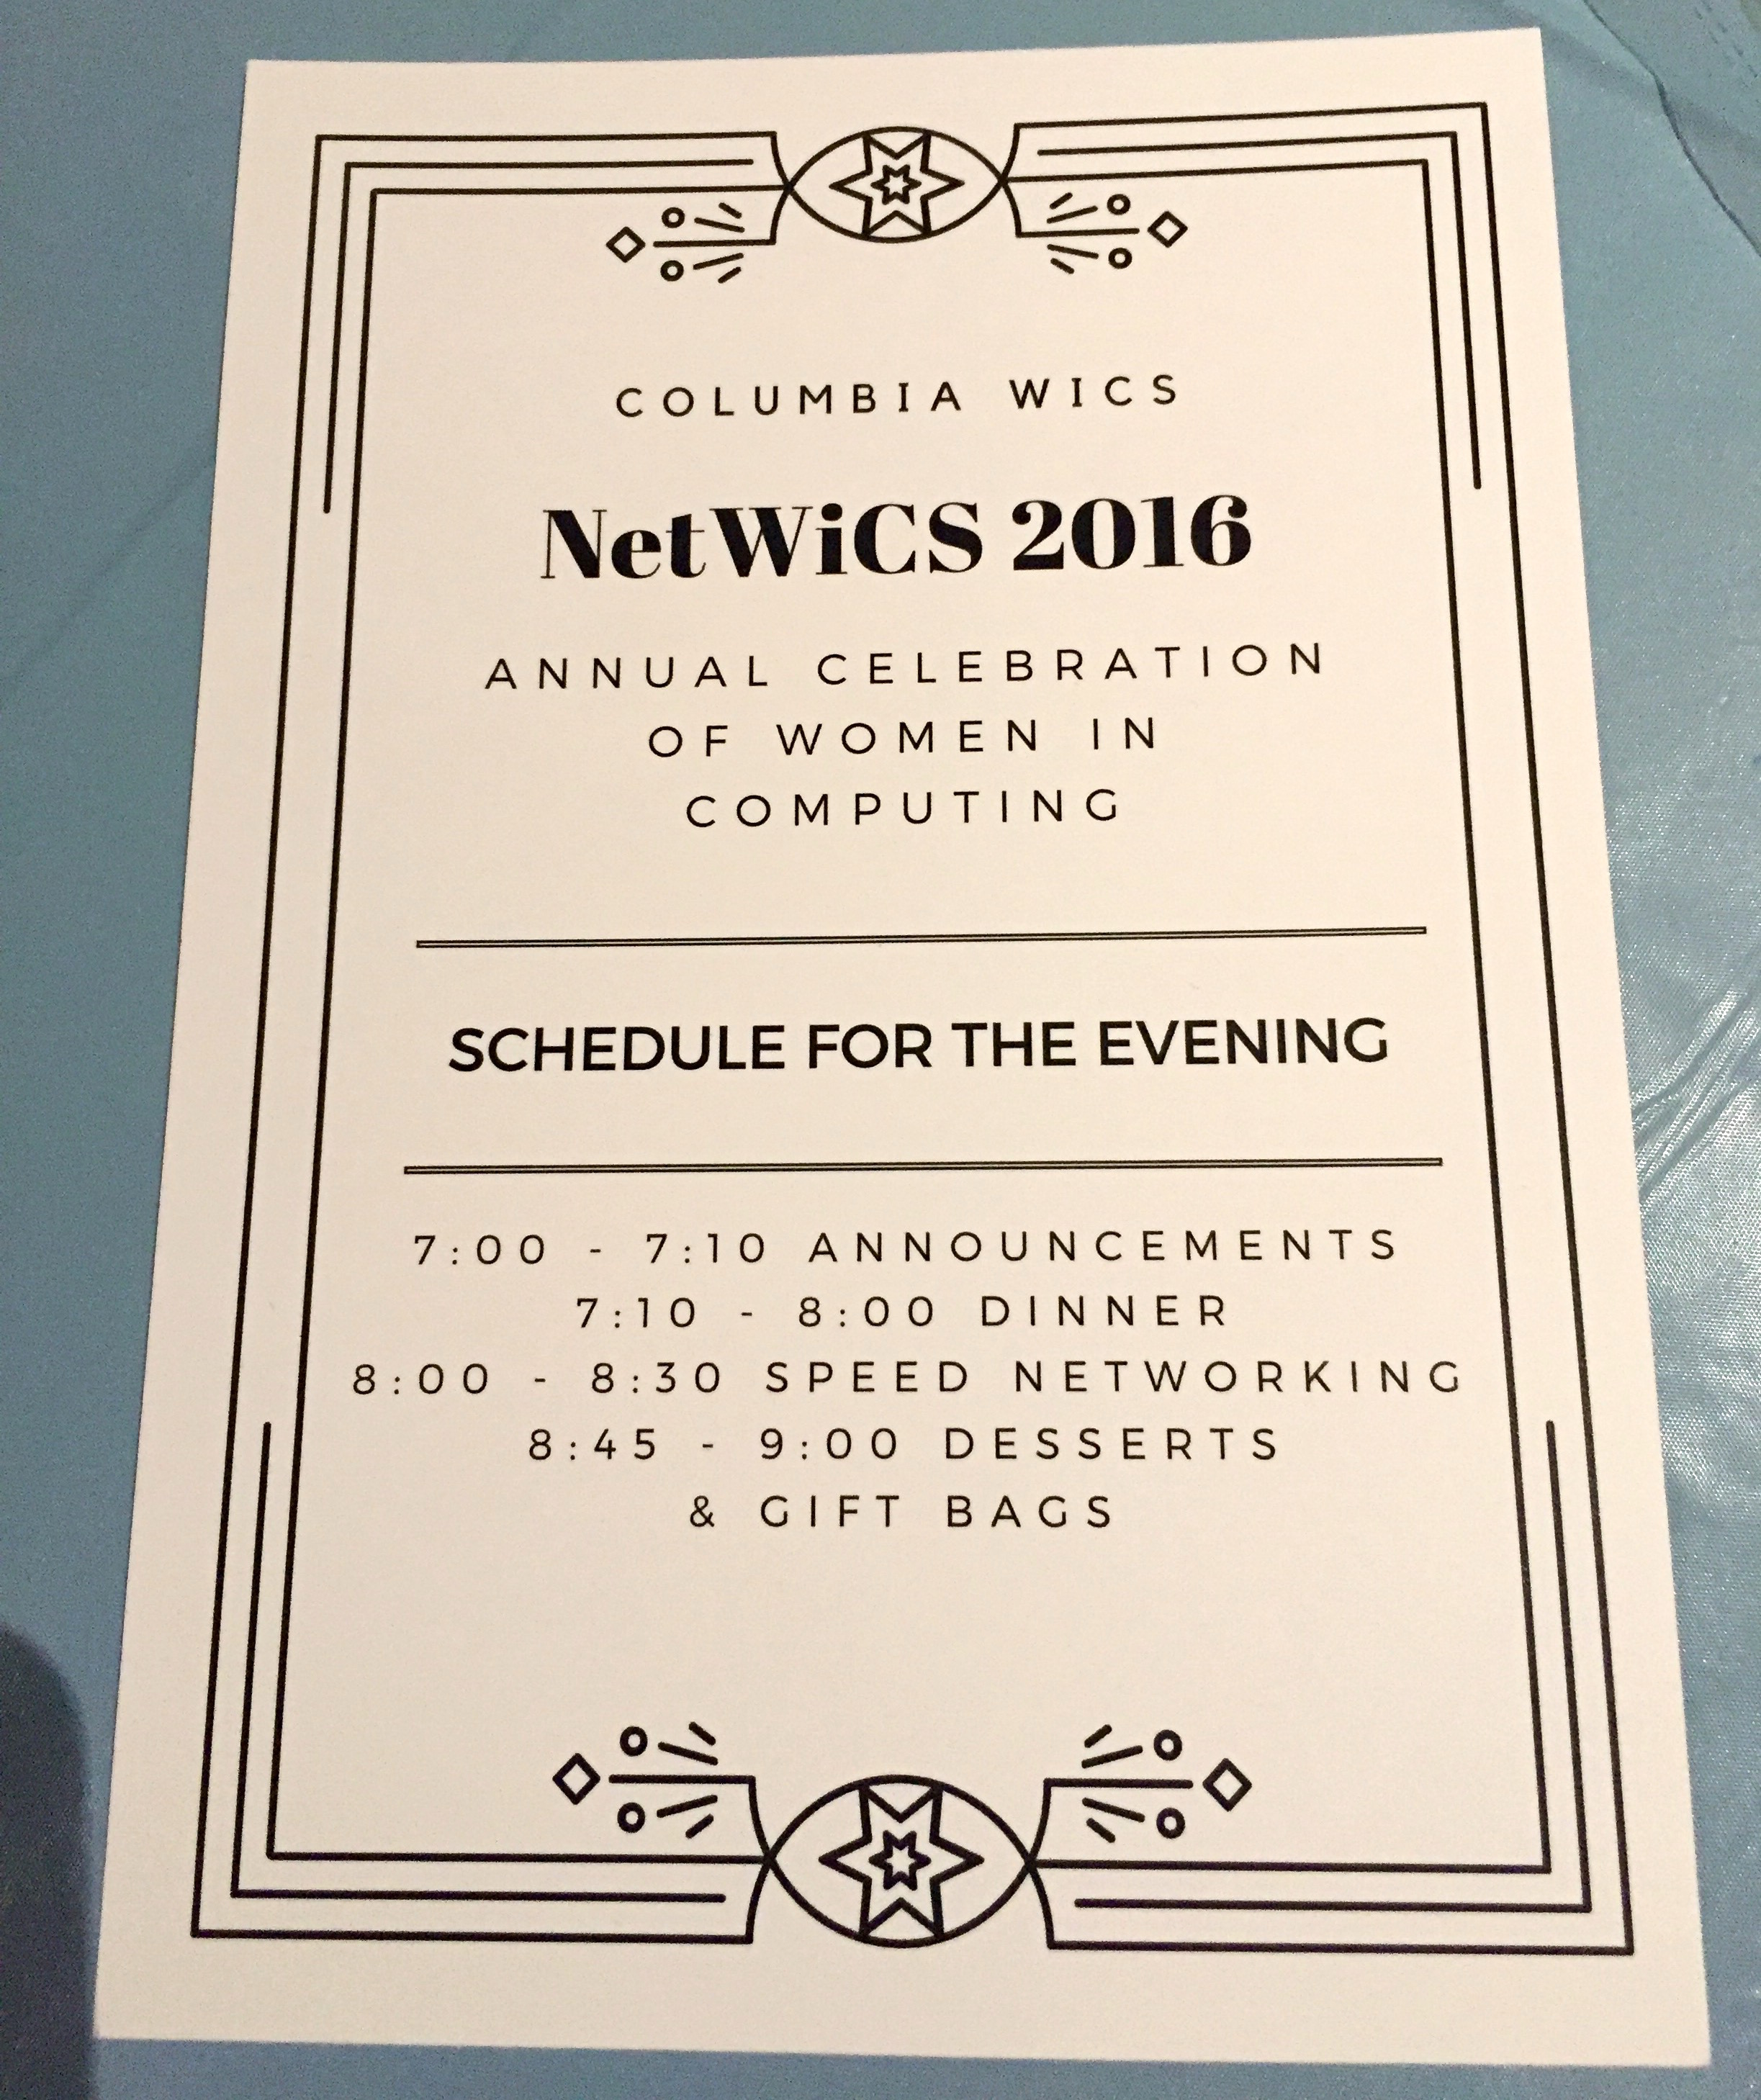 COLUMBIA WICS
NetWiCS 2016
ANNUAL CELEBRATION
OF WOMEN IN
COMPUTING
SCHEDULE FOR THE EVENING
7:00 - 7:10 ANNOUNCEMENTS
7:10 - 8:00 DINNER
8:00 - 8:30 SPEED NETWORKING
8:45 - 9:00 DESSERTS
& GIFT BAGS